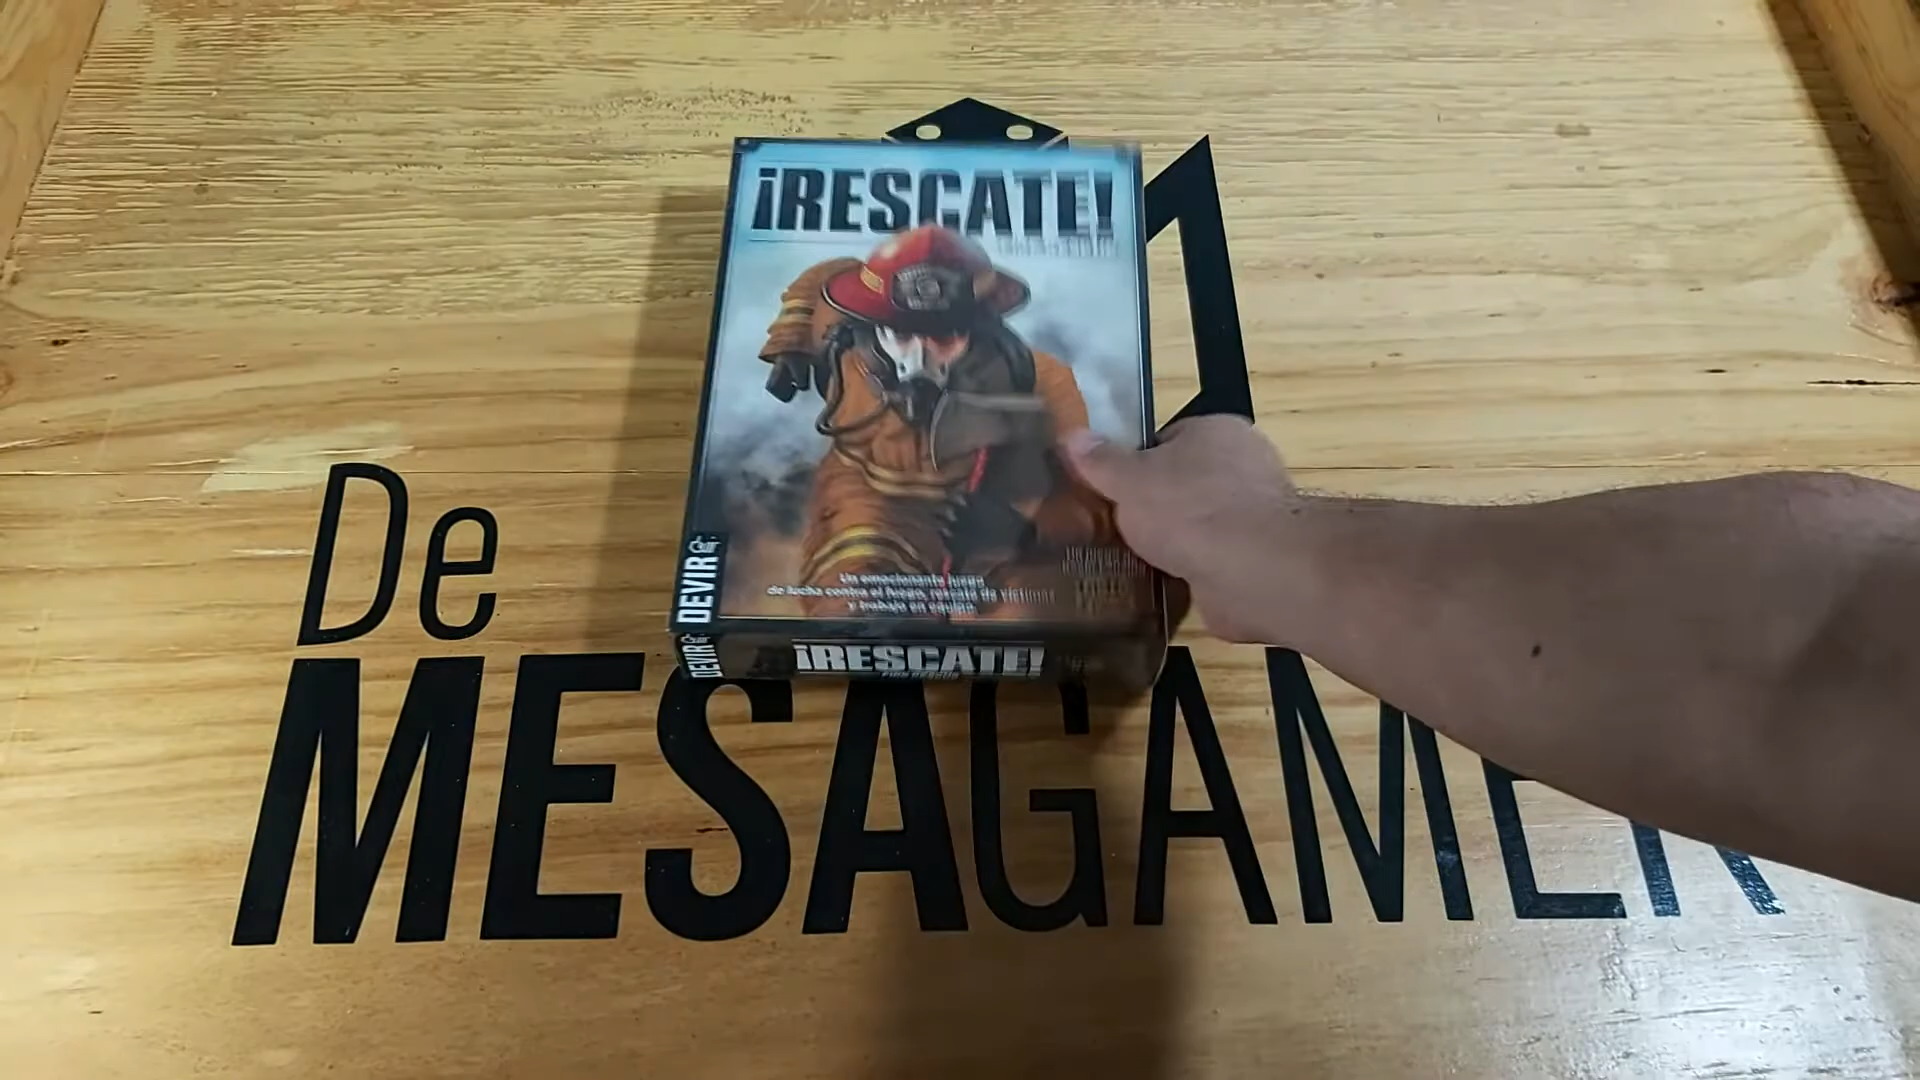 ¡RESCATE!
Un emocionante juego
de lucha contra el fuego, rescate de víctimas
y trabajo en equipo
DEVIR
DEVIR
¡RESCATE!
De
MESAGAMER